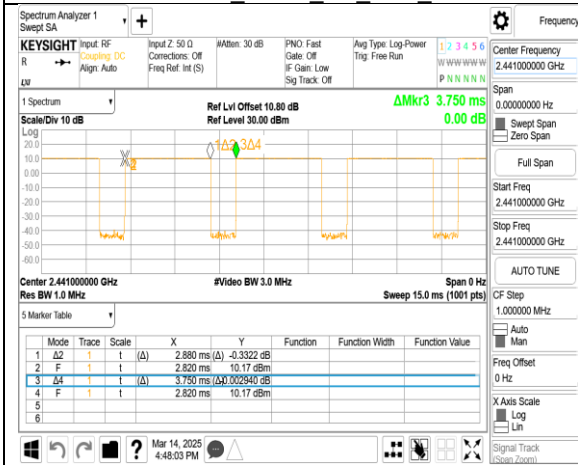 Spectrum Analyzer 1
Swept SA
+
Frequency
KEYSIGHT
R
Input: RF
Coupling: DC
Align: Auto
Input Z: 50 Ω
Corrections: Off
Freq Ref: Int (S)
#Atten: 30 dB
PNO: Fast
Gate: Off
IF Gain: Low
Sig Track: Off
Avg Type: Log-Power
Trig: Free Run
1 2 3 4 5 6
W W W W W W
P N N N N N
1 Spectrum
Scale/Div 10 dB
Ref Lvl Offset 10.80 dB
Ref Level 30.00 dBm
ΔMkr3 3.750 ms
0.00 dB
Log
20.0
10.0
0.00
-10.0
-20.0
-30.0
-40.0
-50.0
-60.0
1Δ2 3Δ4
Center 2.441000000 GHz
Res BW 1.0 MHz
#Video BW 3.0 MHz
Span 0 Hz
Sweep 15.0 ms (1001 pts)
5 Marker Table
Mode Trace Scale X Y Function Function Width Function Value
1 Δ2 1 t (Δ) 2.880 ms (Δ) -0.3322 dB
2 F 1 t 2.820 ms 10.17 dBm
3 Δ4 1 t (Δ) 3.750 ms (Δ) 0.002940 dB
4 F 1 t 2.820 ms 10.17 dBm
5
6
?
Mar 14, 2025
4:48:03 PM
Center Frequency
2.441000000 GHz
Span
0.00000000 Hz
Swept Span
Zero Span
Full Span
Start Freq
2.441000000 GHz
Stop Freq
2.441000000 GHz
AUTO TUNE
CF Step
1.000000 MHz
Auto
Man
Freq Offset
0 Hz
X Axis Scale
Log
Lin
Signal Track
(Span Zoom)